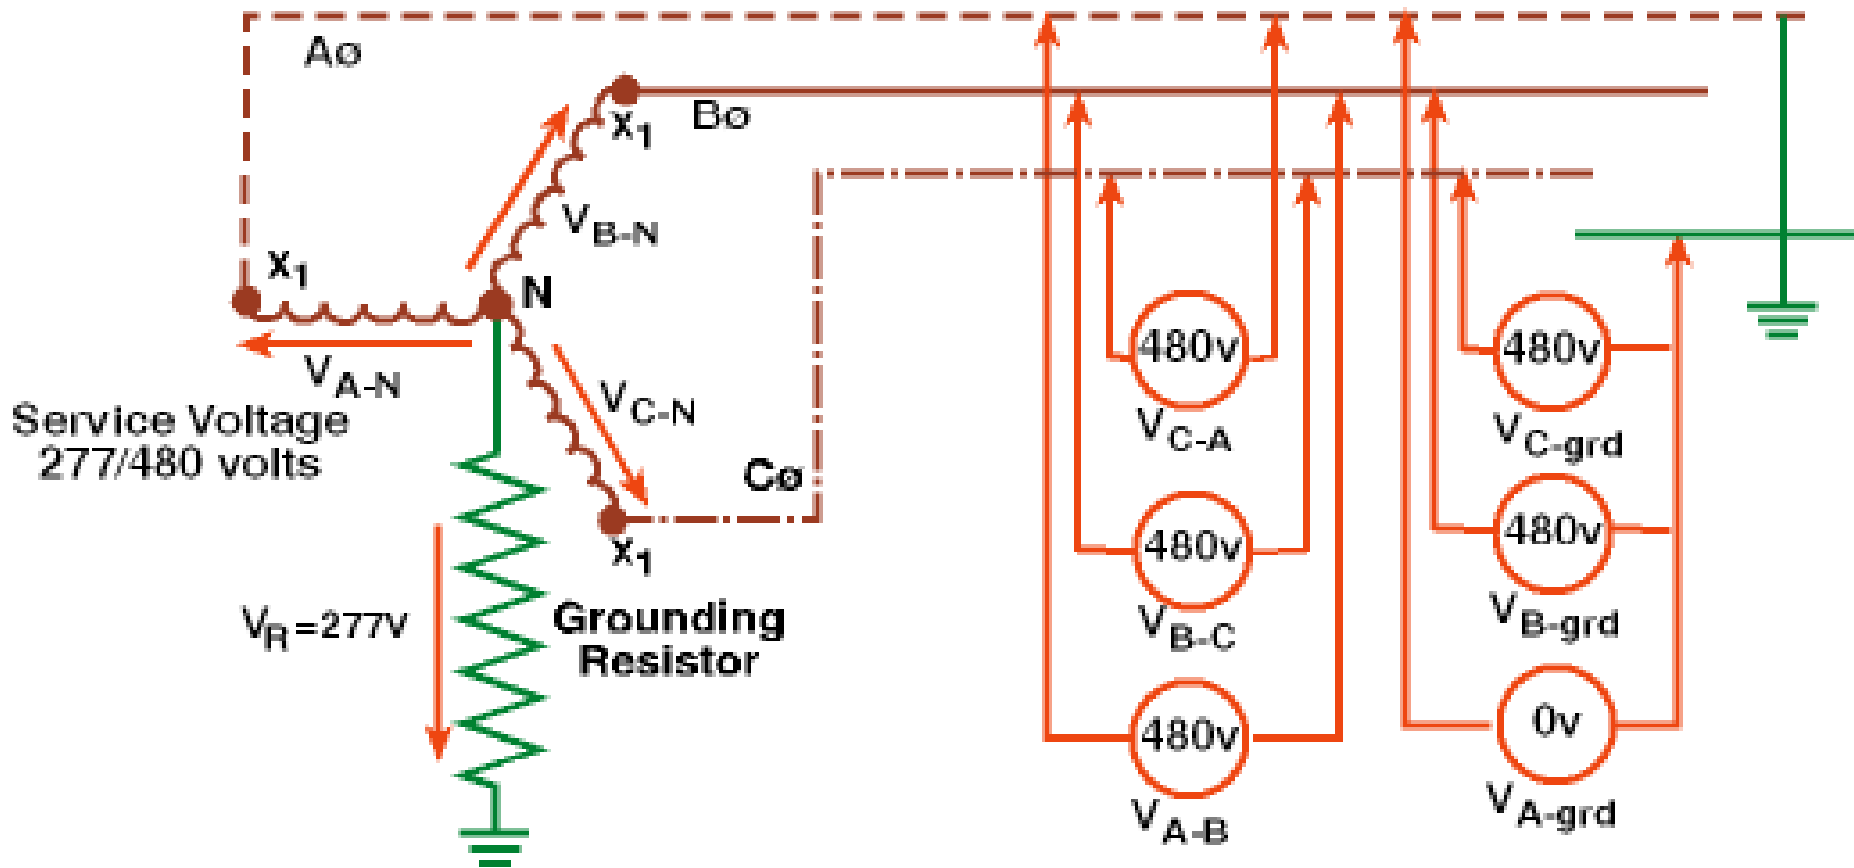 Aø
X1
Bø
VB-N
X1
N
VA-N
VC-N
Service Voltage
277/480 volts
Cø
X1
VR=277V
Grounding
Resistor
480v
VC-A
480v
VB-C
480v
VA-B
480v
VC-grd
480v
VB-grd
0v
VA-grd